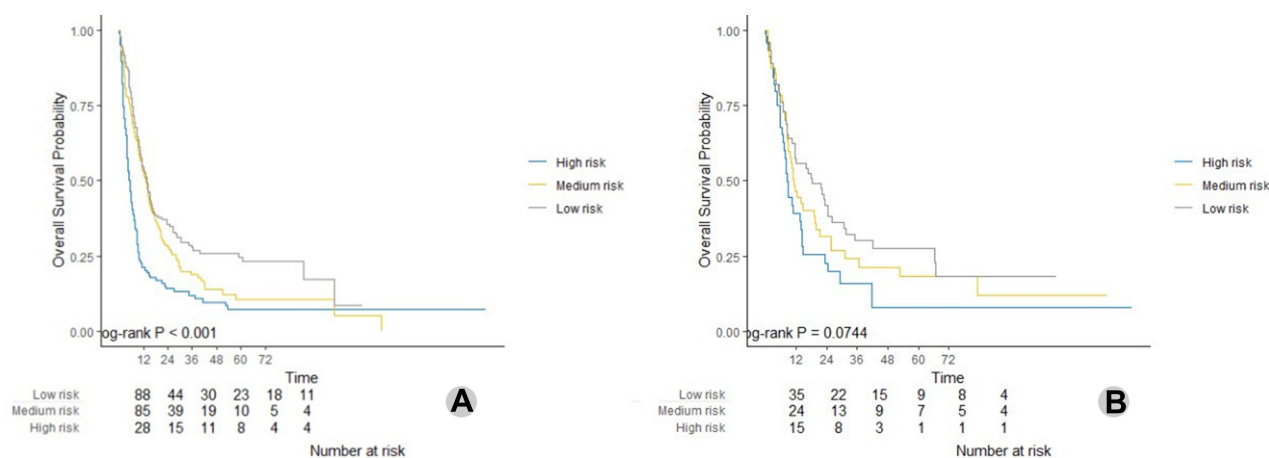 1.00
0.75
0.50
0.25
0.00
Overall Survival Probability
og-rank P < 0.001
12 24 36 48 60 72
Time
High risk
Medium risk
Low risk
Low risk 88 44 30 23 18 11
Medium risk 85 39 19 10 5 4
High risk 28 15 11 8 4 4
Number at risk
A
1.00
0.75
0.50
0.25
0.00
Overall Survival Probability
og-rank P = 0.0744
12 24 36 48 60 72
Time
High risk
Medium risk
Low risk
Low risk 35 22 15 9 8 4
Medium risk 24 13 9 7 5 4
High risk 15 8 3 1 1 1
Number at risk
B